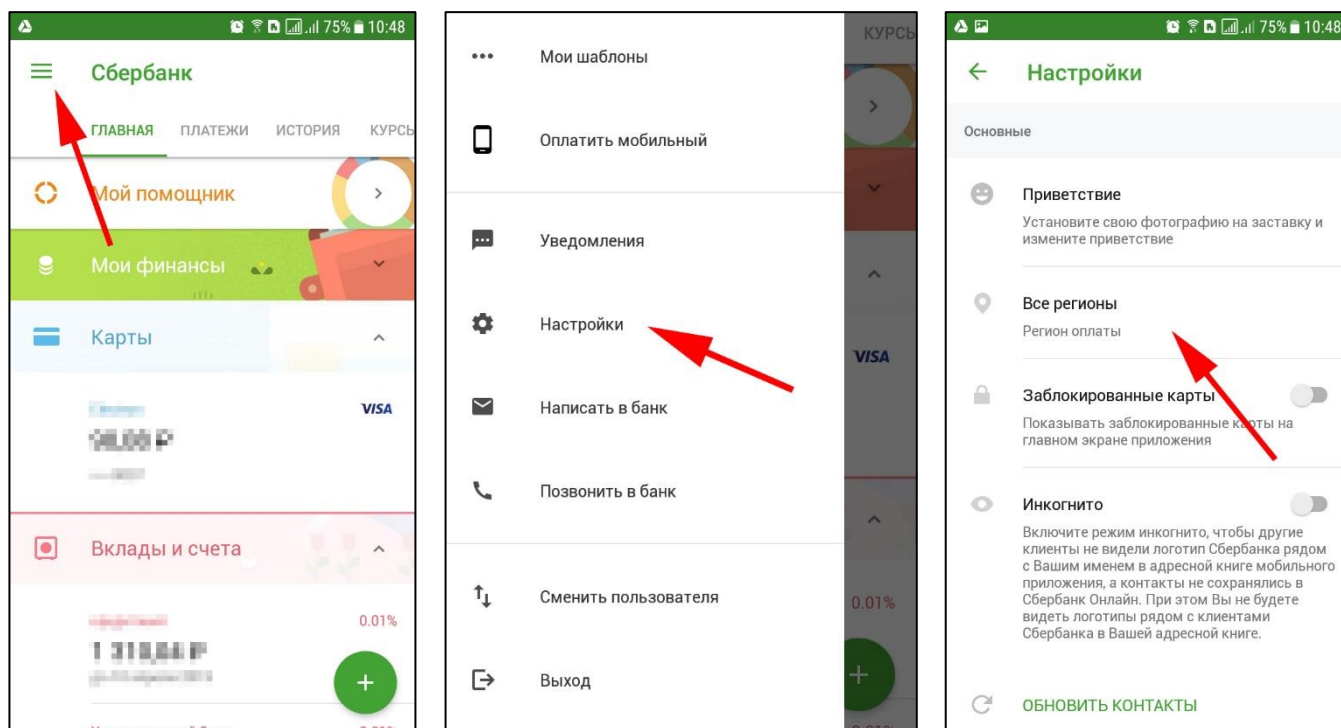 75% 10:48
Сбербанк
ГЛАВНАЯ ПЛАТЕЖИ ИСТОРИЯ
Мой помощник
Мои финансы
Карты
VISA
Вклады и счета
0.01%
Мои шаблоны
Оплатить мобильный
Уведомления
Настройки
Написать в банк
Позвонить в банк
Сменить пользователя
Выход
VISA
0.01%
75% 10:48
Настройки
Основные
Приветствие
Установите свою фотографию на заставку и
измените приветствие
Все регионы
Регион оплаты
Заблокированные карты
Показывать заблокированные карты на
главном экране приложения
Инкогнито
Включите режим инкогнито, чтобы другие
клиенты не видели логотип Сбербанка рядом
с Вашим именем в адресной книге мобильного
приложения, а контакты не сохранялись в
Сбербанк Онлайн. При этом Вы не будете
видеть логотипы рядом с клиентами
Сбербанка в Вашей адресной книге.
ОБНОВИТЬ КОНТАКТЫ